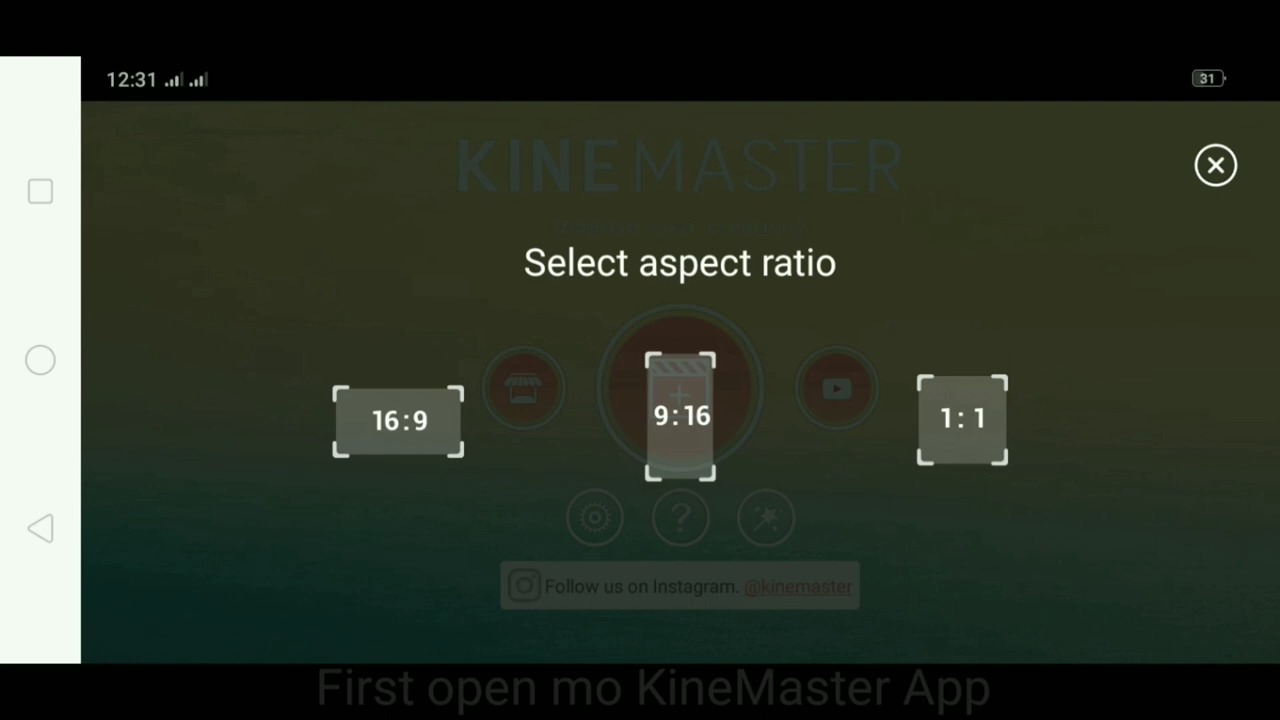 12:31
31
KINEMASTER
Select aspect ratio
16:9
9:16
1:1
Follow us on Instagram. @kinemaster
First open mo KineMaster App